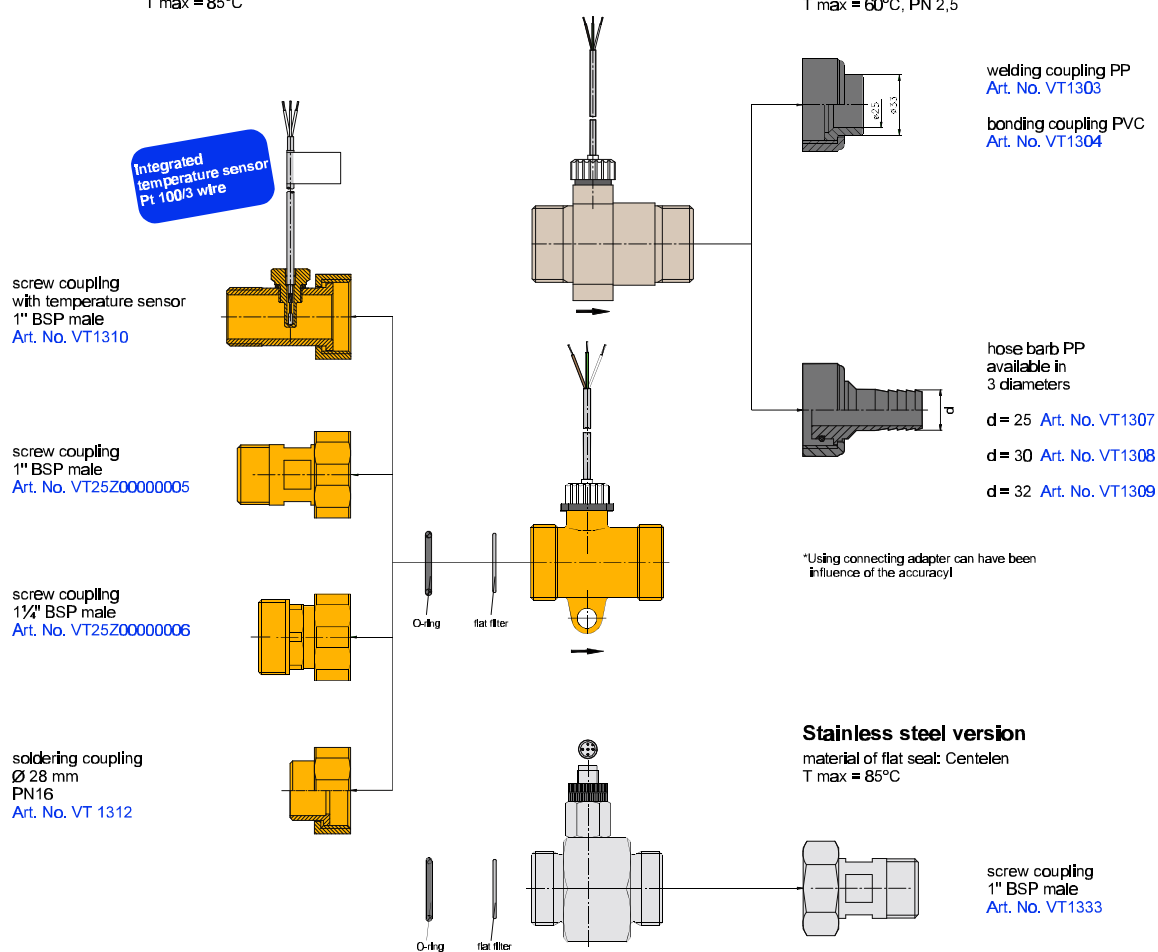 T max = 85°C
T max = 60°C, PN 2,5
Integrated
temperature sensor
Pt 100/3 wire
screw coupling
with temperature sensor
1" BSP male
Art. No. VT1310
screw coupling
1" BSP male
Art. No. VT25Z00000005
screw coupling
1¼" BSP male
Art. No. VT25Z00000006
soldering coupling
Ø 28 mm
PN16
Art. No. VT 1312
O-ring
flat filter
O-ring
flat filter
ø25
ø33
welding coupling PP
Art. No. VT1303
bonding coupling PVC
Art. No. VT1304
d
hose barb PP
available in
3 diameters
d = 25 Art. No. VT1307
d = 30 Art. No. VT1308
d = 32 Art. No. VT1309
*Using connecting adapter can have been
influence of the accuracy!
Stainless steel version
material of flat seal: Centelen
T max = 85°C
screw coupling
1" BSP male
Art. No. VT1333